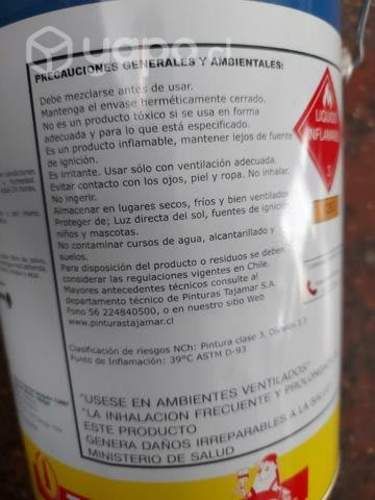 yapo.cl
PRECAUCIONES GENERALES Y AMBIENTALES:
Debe mezclarse antes de usar.
Mantenga el envase herméticamente cerrado.
No es un producto tóxico si se usa en forma
adecuada y para lo que está especificado.
Es un producto inflamable, mantener lejos de fuente
de ignición.
Es irritante. Usar sólo con ventilación adecuada.
Evitar contacto con los ojos, piel y ropa. No inhalar.
No ingerir.
Almacenar en lugares secos, fríos y bien ventilados
Proteger de; Luz directa del sol, fuentes de
niños y mascotas.
No contaminar cursos de agua, alcantarillado y
suelos.
Para disposición del producto o residuos se
considerar las regulaciones vigentes en Chile.
Mayores antecedentes técnicos consulte al
departamento técnico de Pinturas Tajamar S.A.
Fono 56 224840500, o en nuestro sitio Web
www.pinturastajamar.cl
Clasificación de riesgos NCh: Pintura clase 3,
Punto de Inflamación: 39°C ASTM D-93
"USESE EN AMBIENTES VENTILADOS"
"LA INHALACION FRECUENTE Y
ESTE PRODUCTO
GENERA DAÑOS IRREPARABLES A LA
MINISTERIO DE SALUD
LIQUIDO
INFLAMABLE
3